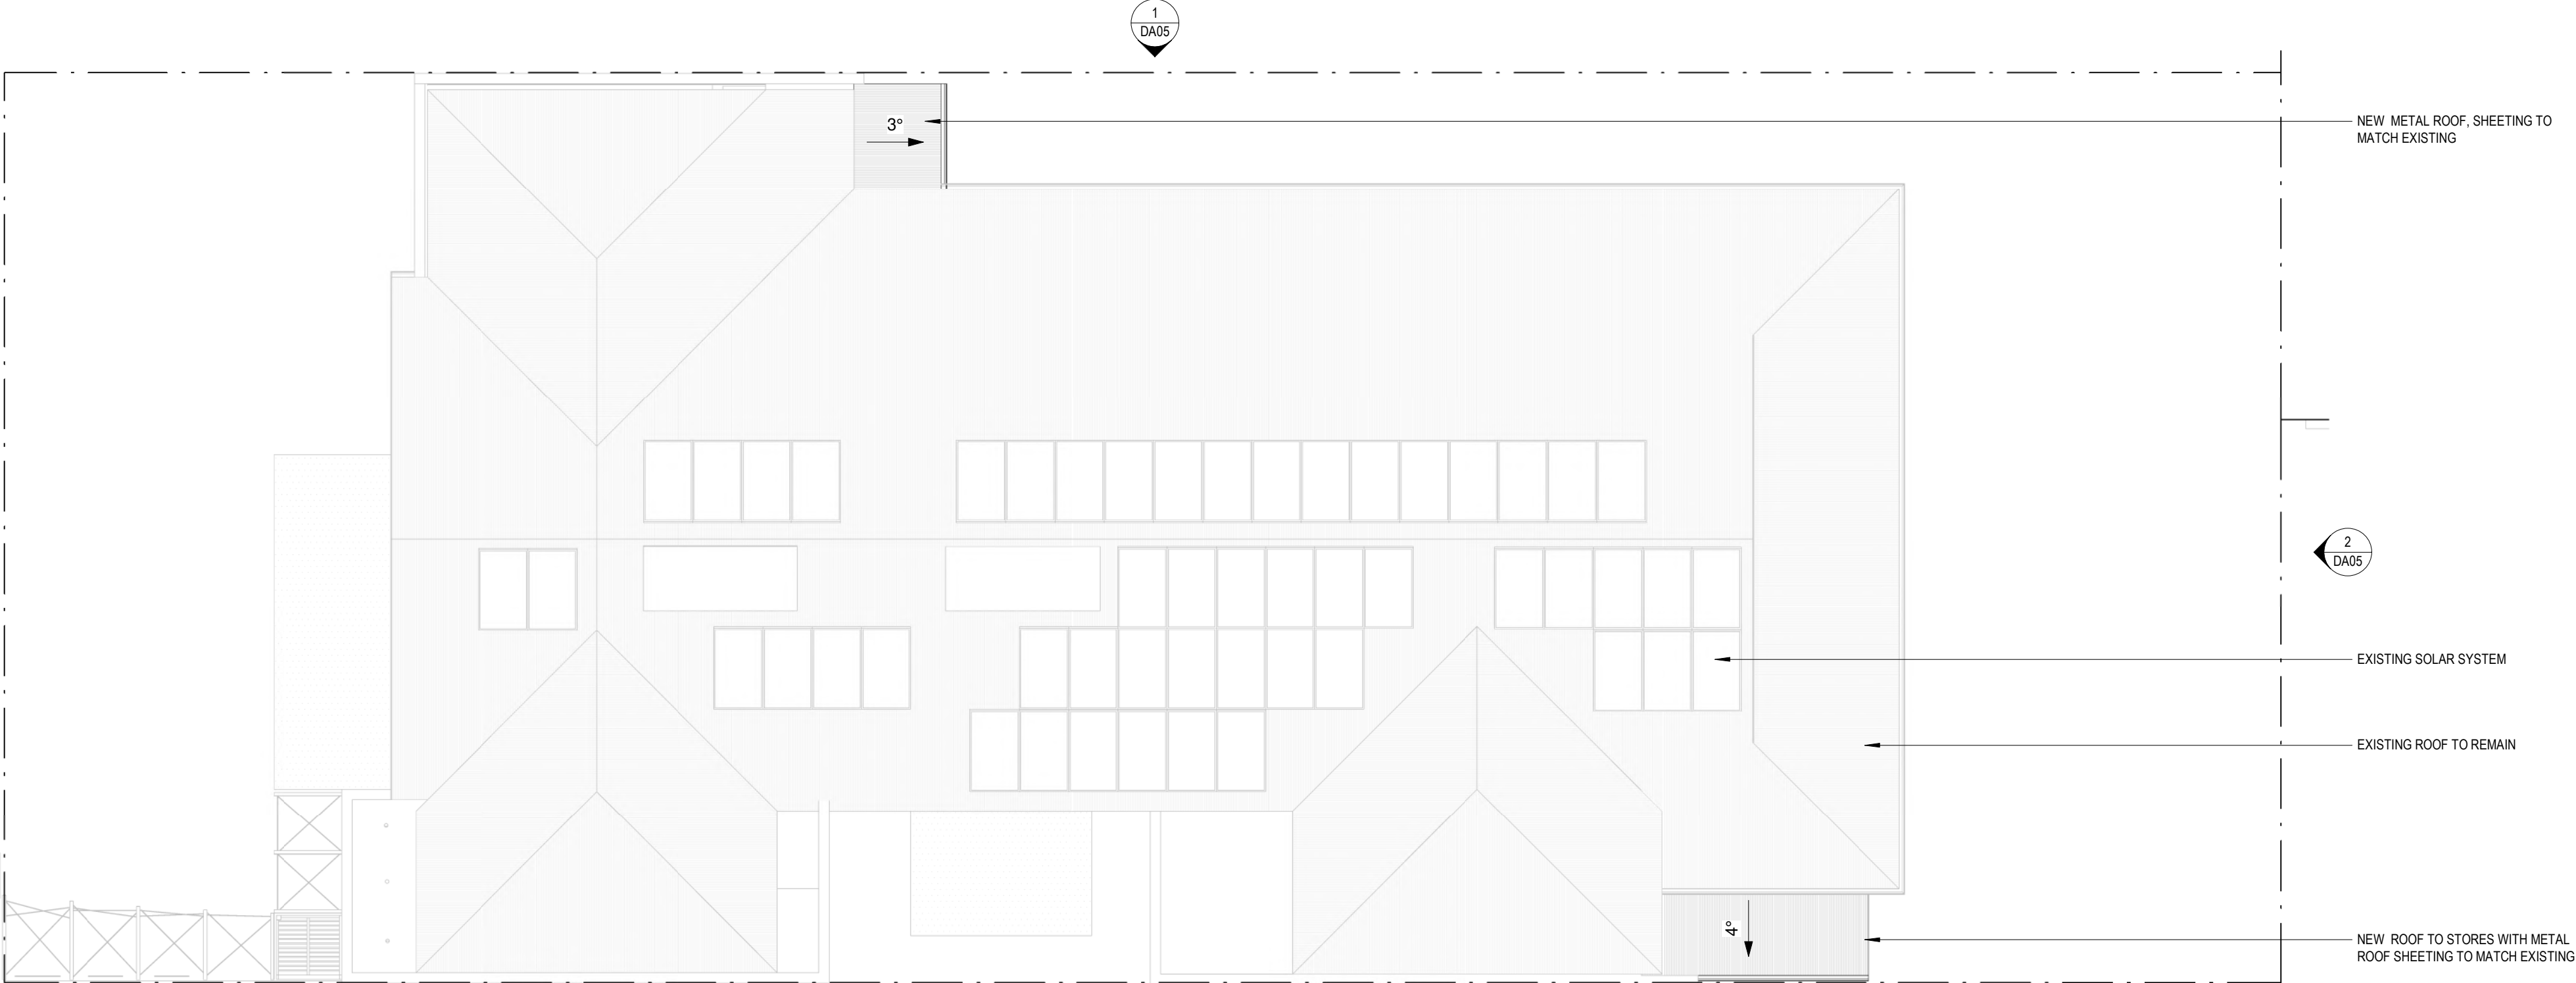 1
DA05
NEW METAL ROOF, SHEETING TO
MATCH EXISTING
3°
2
DA05
EXISTING SOLAR SYSTEM
EXISTING ROOF TO REMAIN
4°
NEW ROOF TO STORES WITH METAL
ROOF SHEETING TO MATCH EXISTING